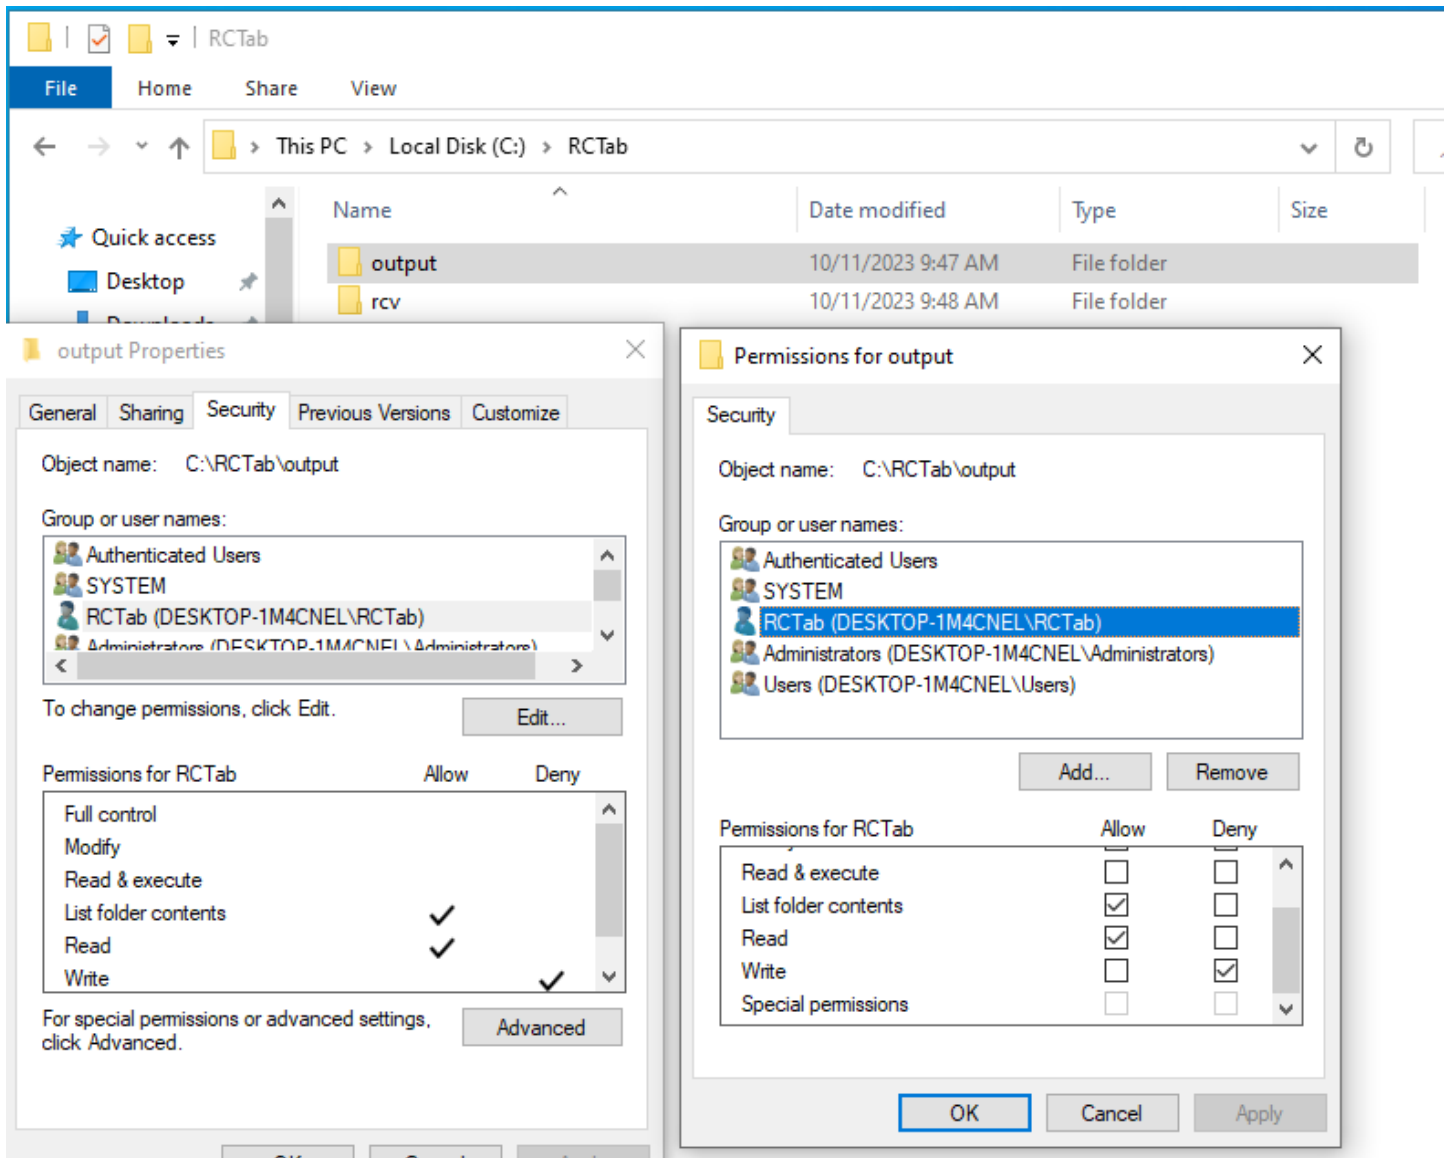 RCTab
File Home Share View
This PC > Local Disk (C:) > RCTab
Name Date modified Type Size
Quick access
Desktop
output 10/11/2023 9:47 AM File folder
rcv 10/11/2023 9:48 AM File folder
Downloads
output Properties
General Sharing Security Previous Versions Customize
Object name: C:\RCTab\output
Group or user names:
Authenticated Users
SYSTEM
RCTab (DESKTOP-1M4CNEL\RCTab)
Administrators (DESKTOP-1M4CNEL\Administrators)
To change permissions, click Edit.
Edit...
Permissions for RCTab Allow Deny
Full control
Modify
Read & execute
List folder contents
Read
Write
For special permissions or advanced settings,
click Advanced.
Advanced
Permissions for output
Security
Object name: C:\RCTab\output
Group or user names:
Authenticated Users
SYSTEM
RCTab (DESKTOP-1M4CNEL\RCTab)
Administrators (DESKTOP-1M4CNEL\Administrators)
Users (DESKTOP-1M4CNEL\Users)
Add... Remove
Permissions for RCTab Allow Deny
Read & execute
List folder contents
Read
Write
Special permissions
OK Cancel Apply